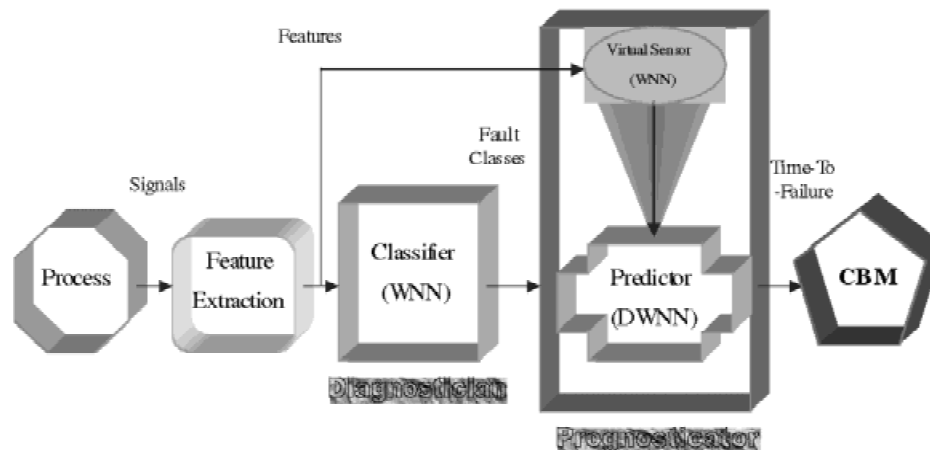 Features
Virtual Sensor
(WNN)
Fault
Classes
Time-To
-Failure
Signals
Process
Feature
Extraction
Classifier
(WNN)
Predictor
(DWNN)
CBM
Diagnostician
Prognosticator